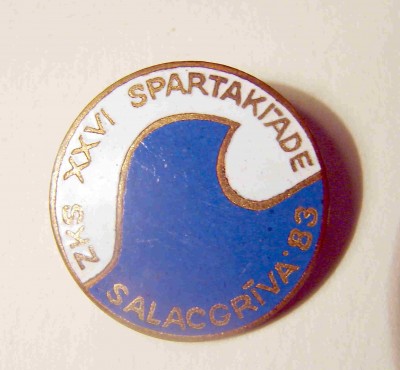 ZKS XXVI SPARTAKIĀDE
SALACGRĪVA '83